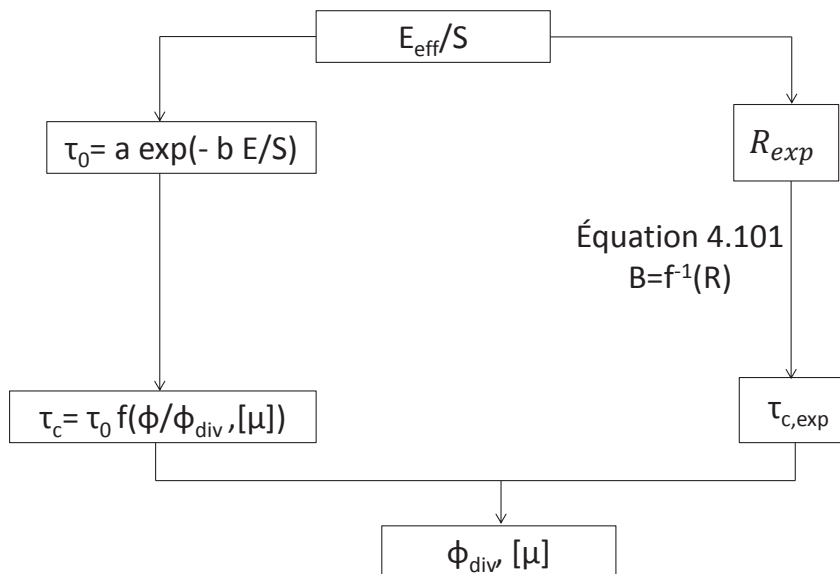 E_eff/S
τ_0= a exp(- b E/S)
R_exp
Équation 4.101
B=f^-1(R)
τ_c= τ_0 f(ϕ/ϕ_div ,[μ])
τ_c,exp
ϕ_div, [μ]